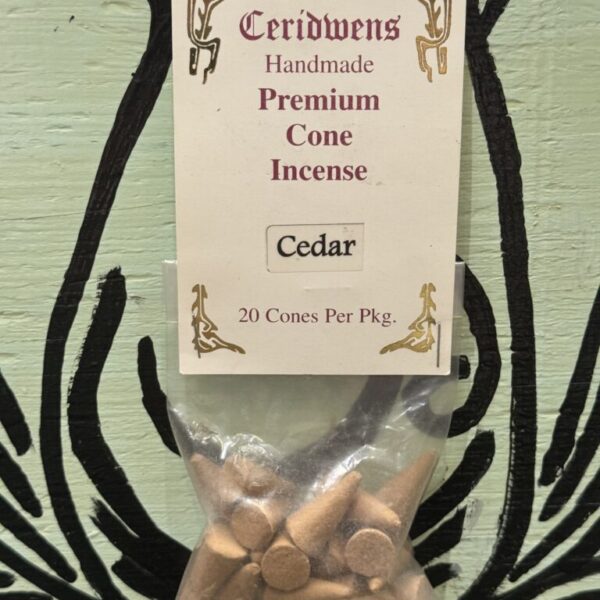 Ceridwens
Handmade
Premium
Cone
Incense
Cedar
20 Cones Per Pkg.